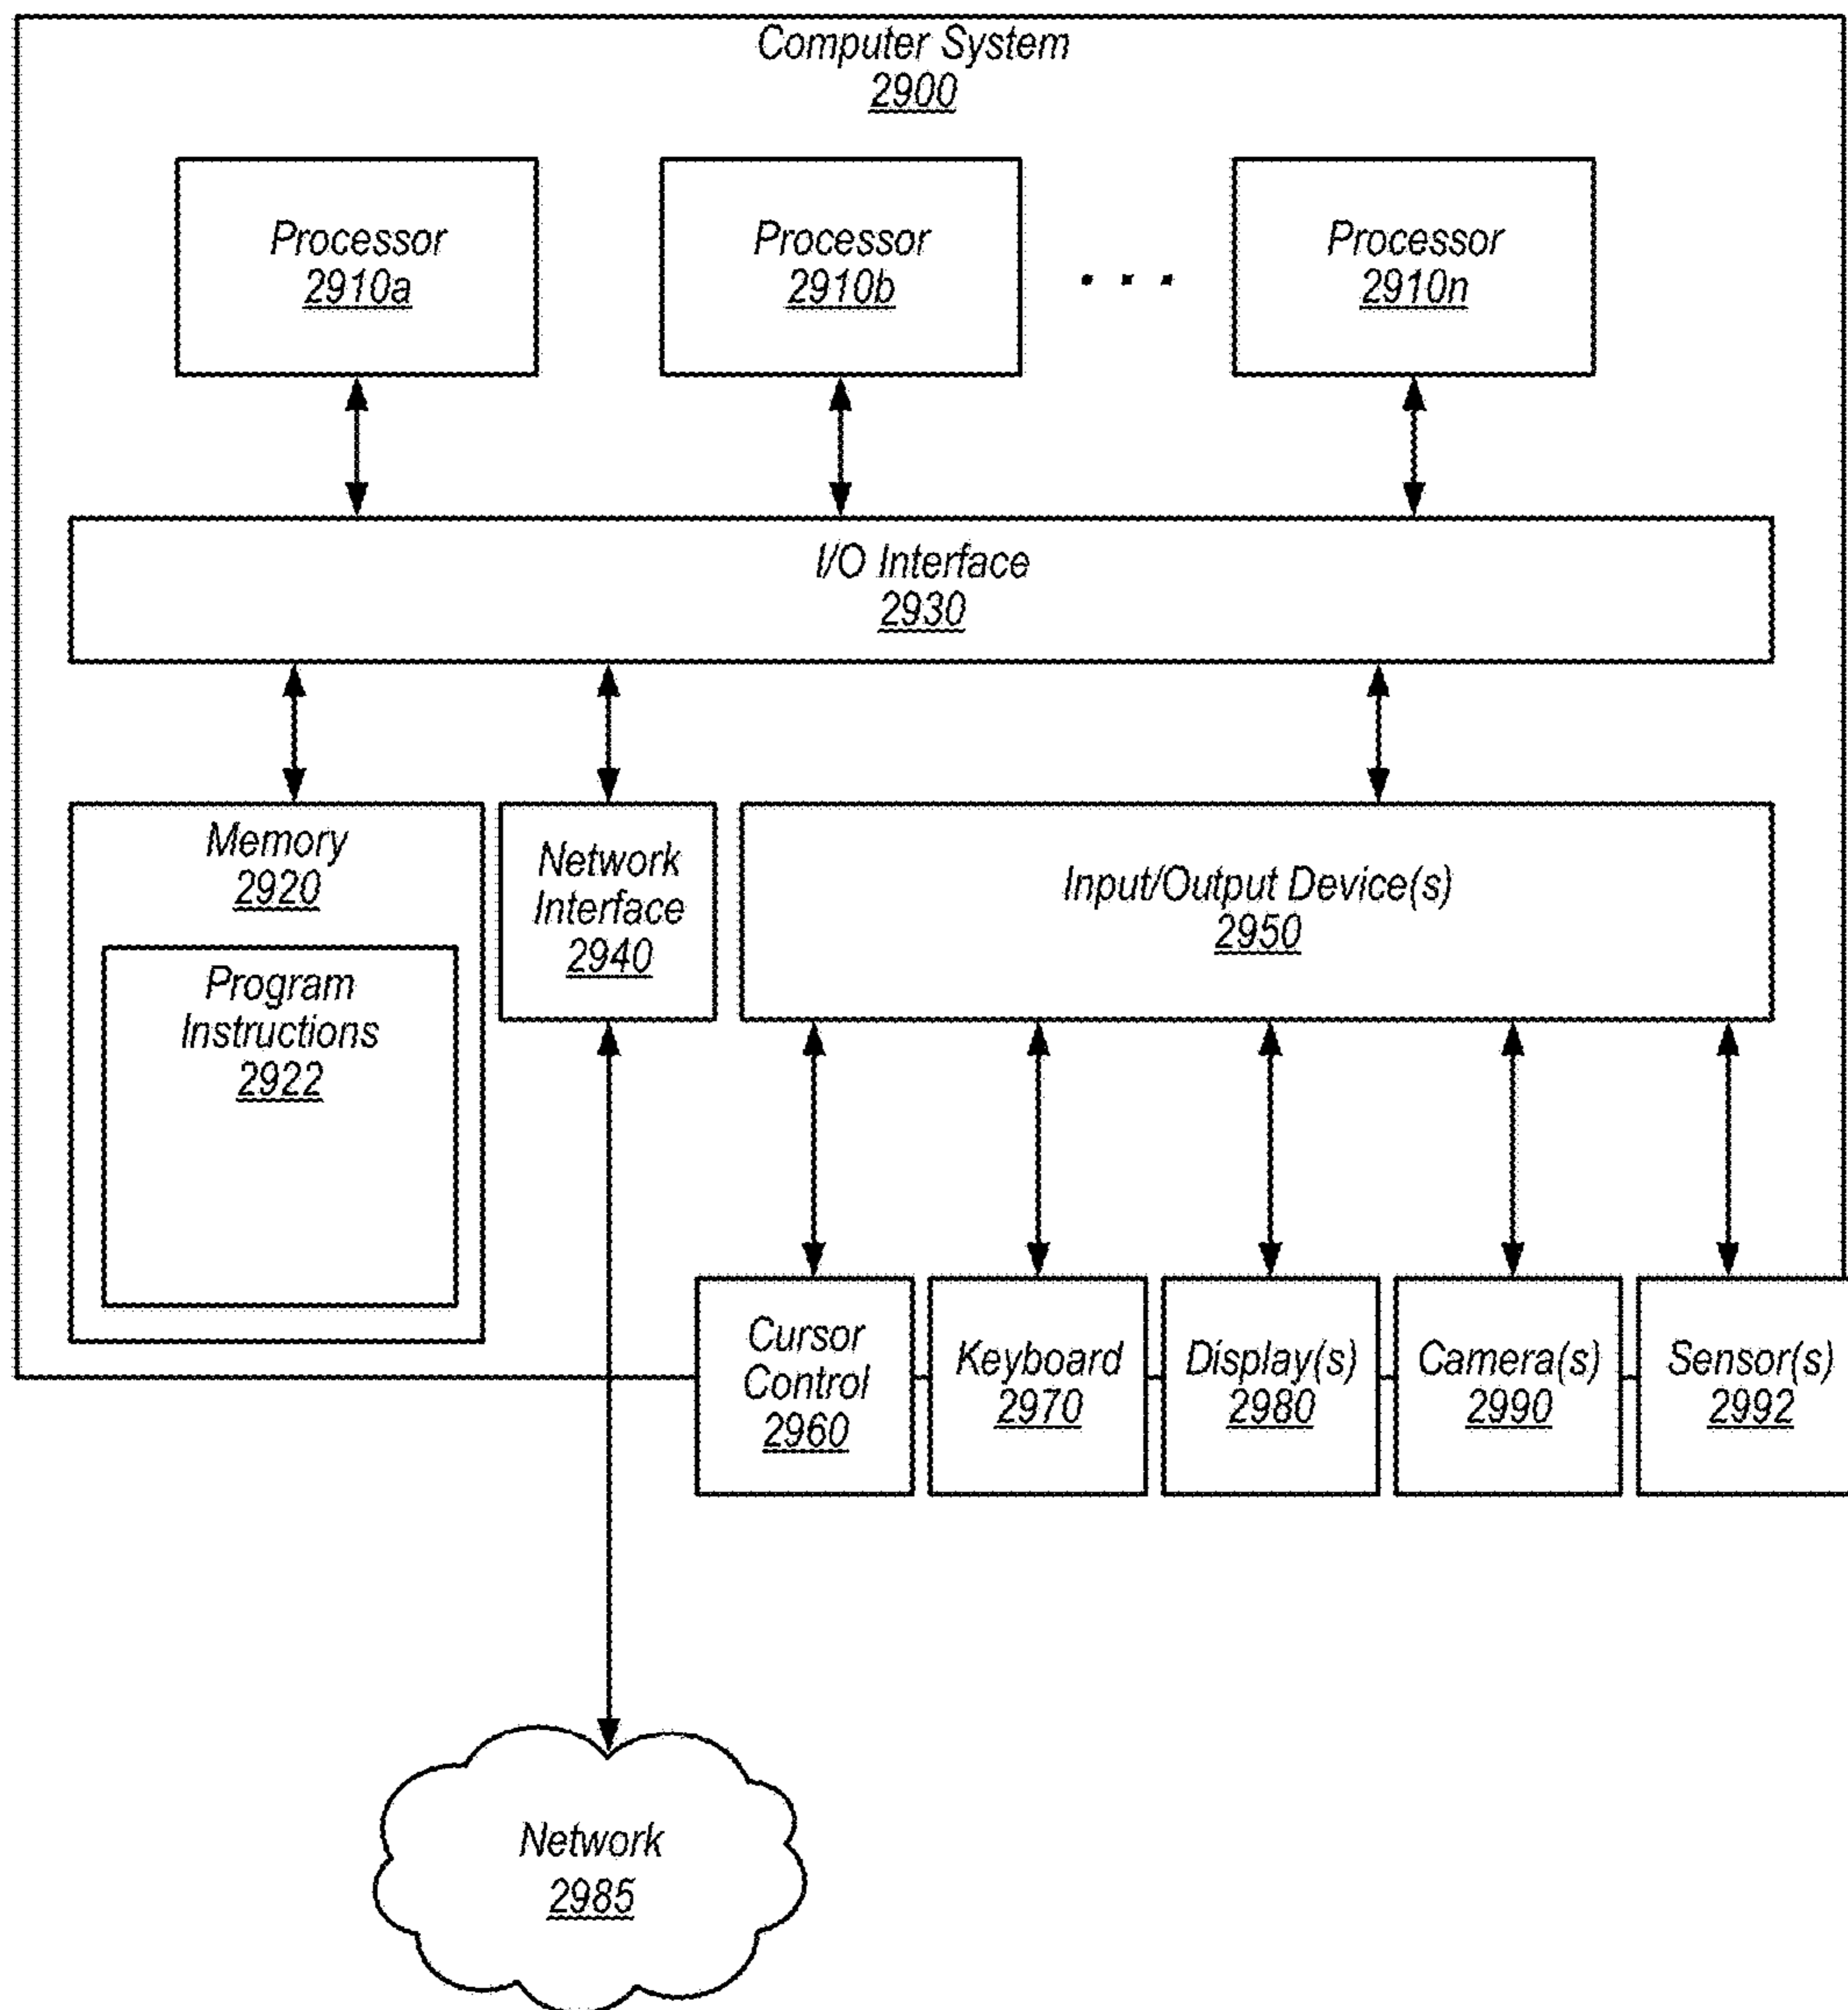 Computer System
2900
Processor
2910a
Processor
2910b
. . .
Processor
2910n
I/O Interface
2930
Memory
2920
Program
Instructions
2922
Network
Interface
2940
Input/Output Device(s)
2950
Cursor
Control
2960
Keyboard
2970
Display(s)
2980
Camera(s)
2990
Sensor(s)
2992
Network
2985